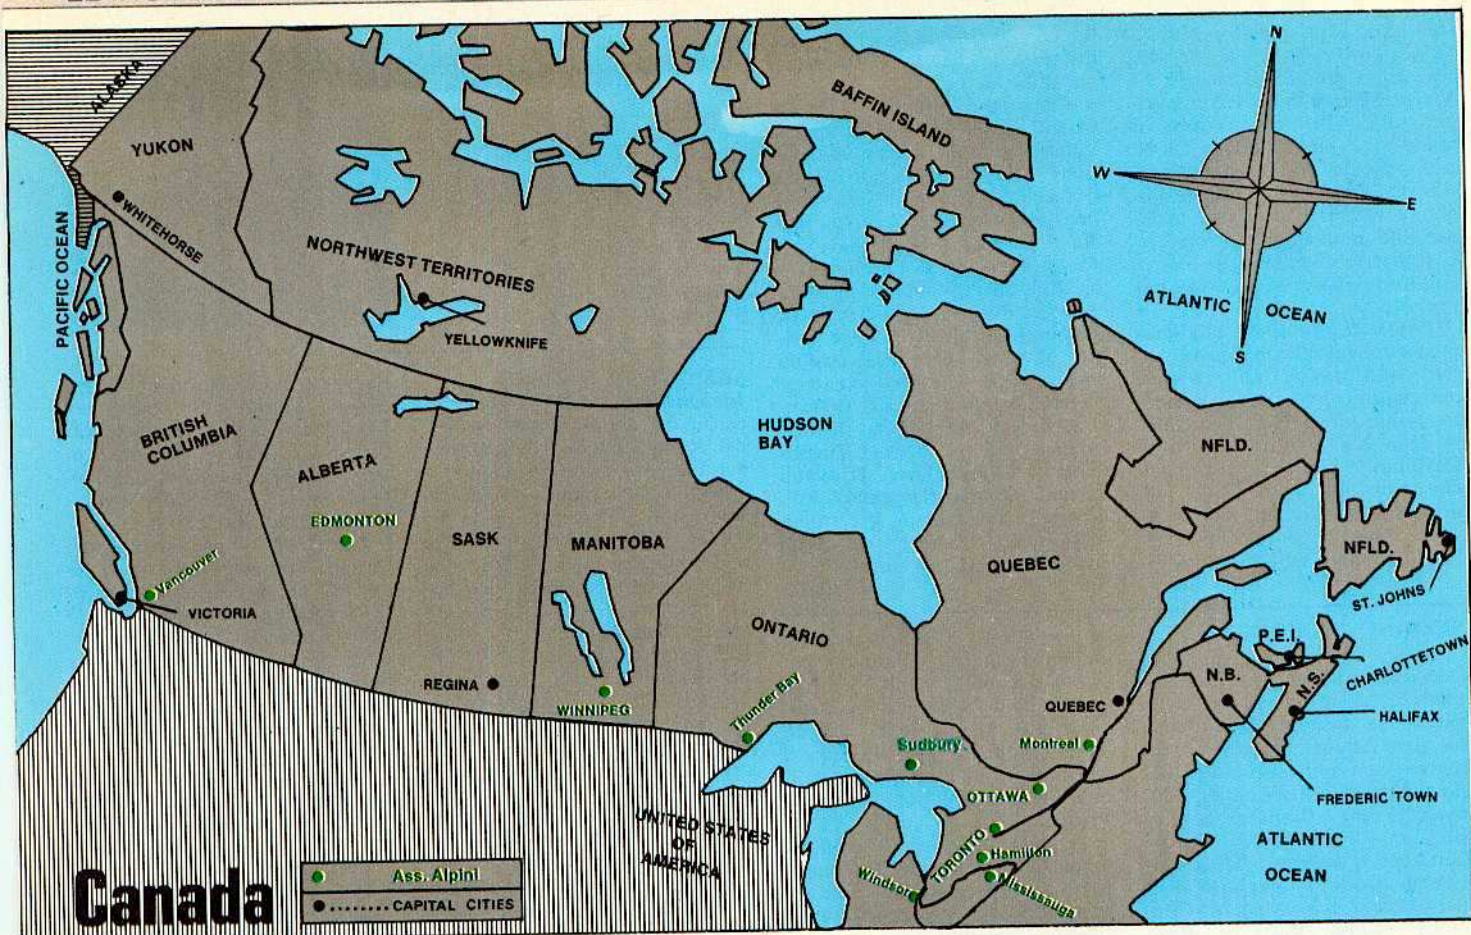 N
ALASKA
YUKON
BAFFIN ISLAND
W
E
WHITEHORSE
PACIFIC OCEAN
NORTHWEST TERRITORIES
ATLANTIC OCEAN
S
YELLOWKNIFE
BRITISH
COLUMBIA
HUDSON
BAY
ALBERTA
NFLD.
EDMONTON
SASK
MANITOBA
QUEBEC
NFLD.
Vancouver
VICTORIA
ST. JOHNS
ONTARIO
P.E.I.
CHARLOTTETOWN
N.B.
N.S.
REGINA
WINNIPEG
Thunder Bay
QUEBEC
HALIFAX
Sudbury
Montreal
OTTAWA
FREDERIC TOWN
UNITED STATES
OF
AMERICA
TORONTO
Hamilton
ATLANTIC
OCEAN
Windsor
Mississauga
Canada
Ass. Alpini
........ CAPITAL CITIES